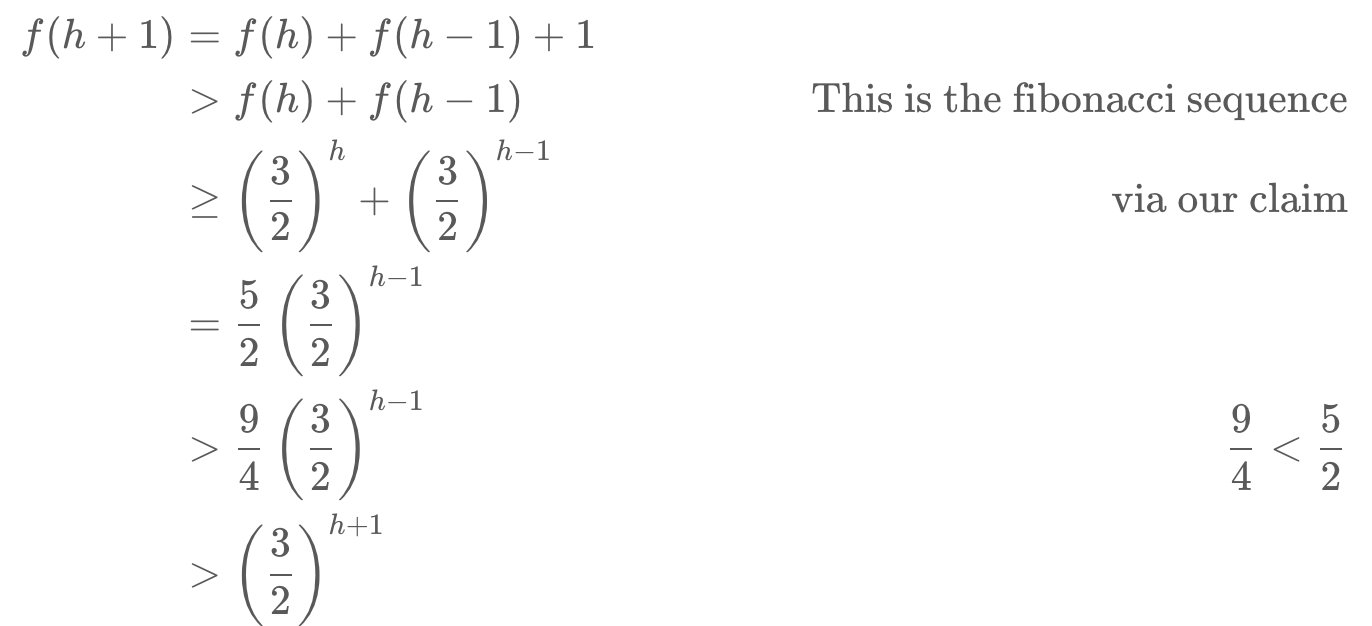 f(h + 1) = f(h) + f(h − 1) + 1
> f(h) + f(h − 1) This is the fibonacci sequence
≥ (3/2)^h + (3/2)^{h−1} via our claim
= 5/2 (3/2)^{h−1}
> 9/4 (3/2)^{h−1} 9/4 < 5/2
> (3/2)^{h+1}